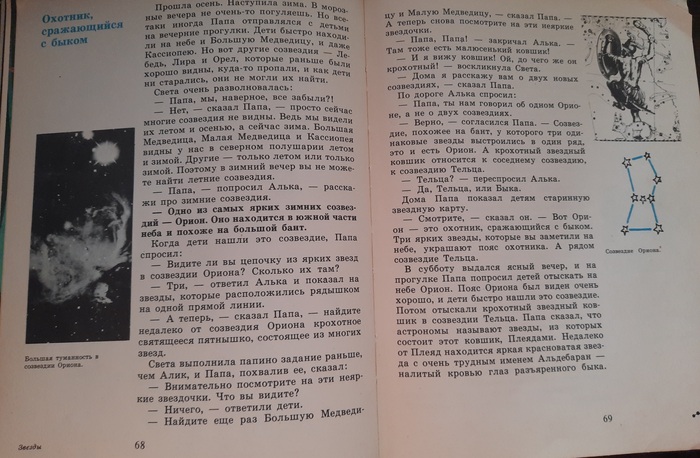 Охотник,
сражающийся
с быком
Прошла осень. Наступила зима. В мороз-
ные вечера не очень-то погуляешь. Но все-
таки иногда Папа отправлялся с детьми
на вечерние прогулки. Дети быстро находи-
ли на небе и Большую Медведицу, и даже
Кассиопею. Но вот другие созвездия — Ле-
бедь, Лира и Орел, которые раньше были
хорошо видны, куда-то пропали, и как дети
ни старались, они не могли их найти.
Света очень разволновалась:
— Папа, мы, наверное, все забыли?!
— Нет, — сказал Папа, — просто сейчас
многие созвездия не видны. Ведь мы видели
их летом и осенью, а сейчас зима. Большая
Медведица, Малая Медведица и Кассиопея
видны у нас в северном полушарии летом
и зимой. Другие — только летом или только
зимой. Поэтому в зимний вечер вы не може-
те найти летние созвездия.
— Папа, — попросил Алька, — расска-
жи про зимние созвездия.
— Одно из самых ярких зимних созвез-
дий — Орион. Оно находится в южной части
неба и похоже на большой бант.
Когда дети нашли это созвездие, Папа
спросил:
— Видите ли вы цепочку из ярких звезд
в созвездии Ориона? Сколько их там?
— Три, — ответил Алька и показал на
звезды, которые расположились рядышком
на одной прямой линии.
— А теперь, — сказал Папа, — найдите
недалеко от созвездия Ориона крохотное
святящееся пятнышко, состоящее из многих
звезд.
Света выполнила папино задание раньше,
чем Алик, и Папа, похвалив ее, сказал:
— Внимательно посмотрите на эти нея-
ркие звездочки. Что вы видите?
— Ничего, — ответили дети.
— Найдите еще раз Большую Медведи-
Большая туманность в
созвездии Ориона.
Звезды
68
цу и Малую Медведицу, — сказал Папа. —
А теперь снова посмотрите на эти неяркие
звездочки.
— Папа, Папа! — закричал Алька. —
Там тоже есть малюсенький ковшик!
— И я вижу ковшик! Ой, до чего же он
крохотный! — воскликнула Света.
— Дома я расскажу вам о двух новых
созвездиях, — сказал Папа.
По дороге Алька спросил:
— Папа, ты нам говорил об одном Орио-
не, а не о двух созвездиях.
— Верно, — согласился Папа. — Созвез-
дие, похожее на бант, у которого три оди-
наковые звезды выстроились в один ряд,
это и есть Орион. А крохотный звездный
ковшик относится к соседнему созвездию,
к созвездию Тельца.
— Тельца? — переспросил Алька.
— Да, Тельца, или Быка.
Дома Папа показал детям старинную
звездную карту.
— Смотрите, — сказал он. — Вот Ори-
он — это охотник, сражающийся с быком.
Три яркие звезды, которые вы заметили на
небе, украшают пояс охотника. А рядом
созвездие Тельца.
В субботу выдался ясный вечер, и на
прогулке Папа попросил детей отыскать на
небе Орион. Пояс Ориона был виден очень
хорошо, и дети быстро нашли это созвездие.
Потом отыскали крохотный звездный ков-
шик в созвездии Тельца. Папа сказал, что
астрономы называют звезды, из которых
состоит этот ковшик, Плеядами. Недалеко
от Плеяд находится яркая красноватая звез-
да с очень трудным именем Альдебаран —
налитый кровью глаз разъяренного быка.
Созвездие Ориона.
69